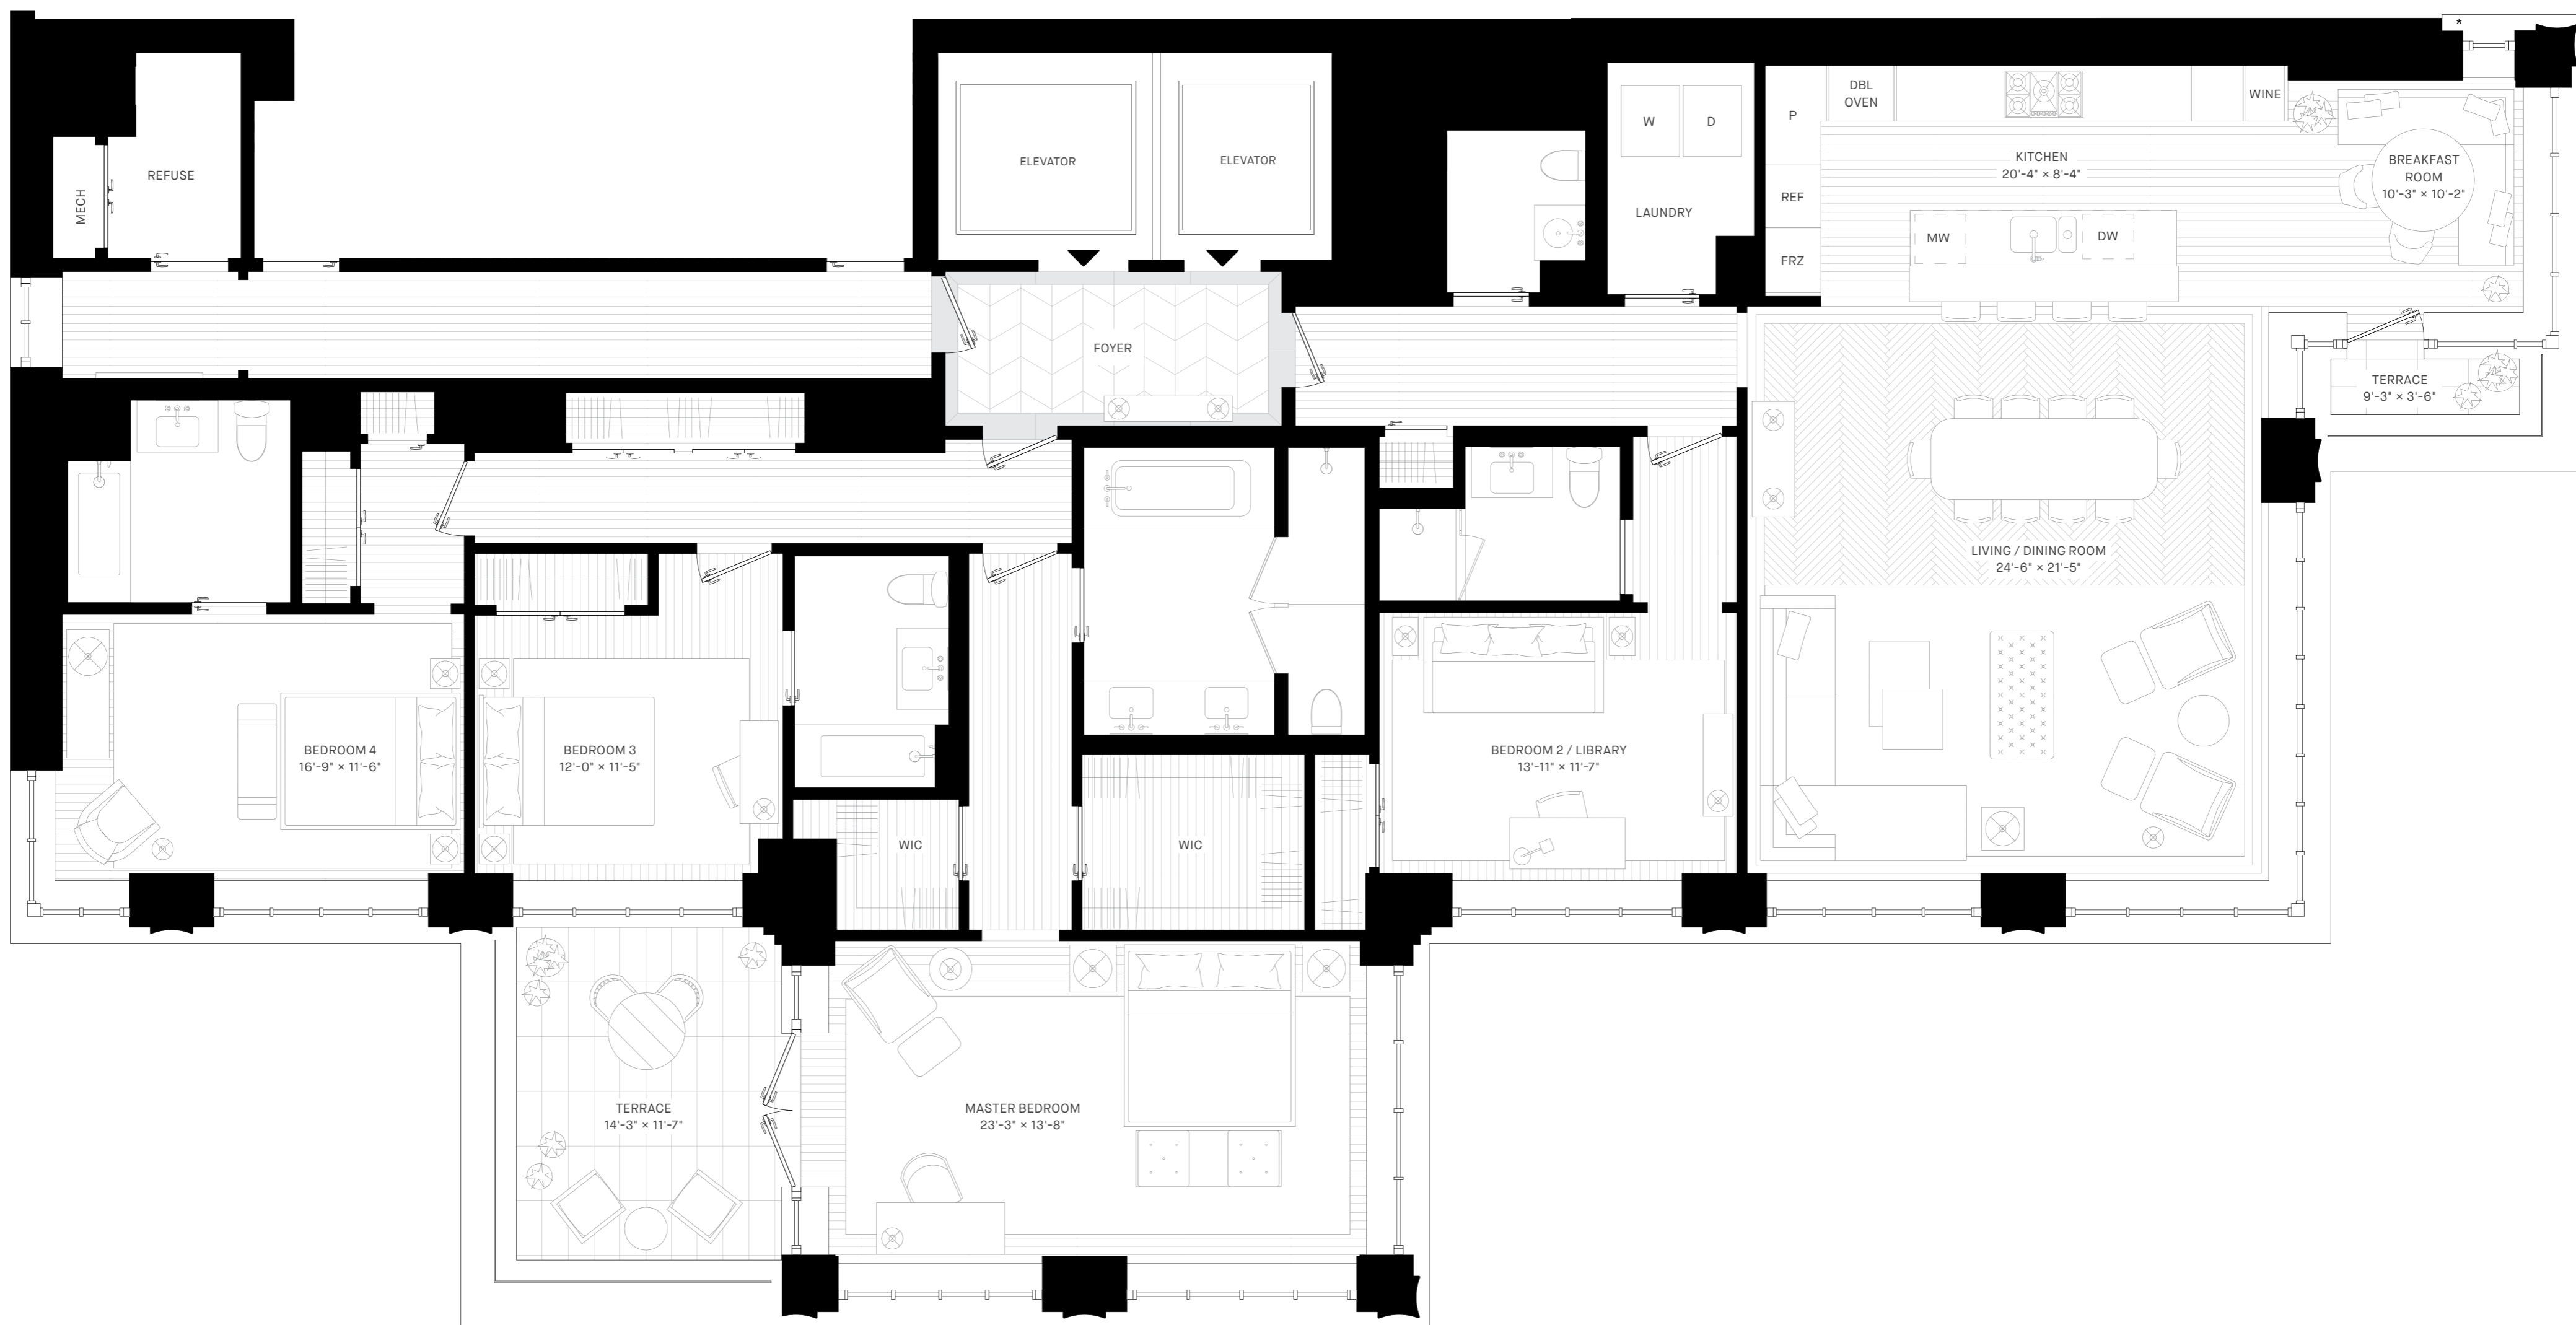 *
DBL
OVEN
WINE
P
W
D
ELEVATOR
ELEVATOR
KITCHEN
20'-4" × 8'-4"
BREAKFAST
ROOM
10'-3" × 10'-2"
REFUSE
MECH
REF
LAUNDRY
MW
DW
FRZ
FOYER
TERRACE
9'-3" × 3'-6"
LIVING / DINING ROOM
24'-6" × 21'-5"
BEDROOM 4
16'-9" × 11'-6"
BEDROOM 3
12'-0" × 11'-5"
BEDROOM 2 / LIBRARY
13'-11" × 11'-7"
WIC
WIC
TERRACE
14'-3" × 11'-7"
MASTER BEDROOM
23'-3" × 13'-8"